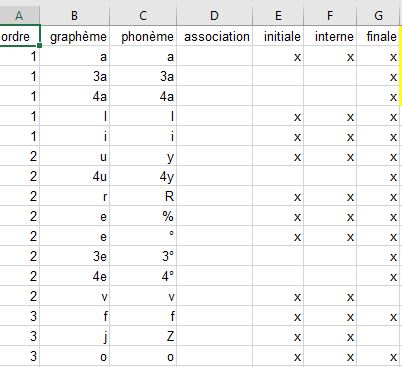 A B C D E F G
ordre graphème phonème association initiale interne finale
1 a a x x x
1 3a 3a x
1 4a 4a x
1 l l x x x
1 i i x x x
2 u y x x x
2 4u 4y x
2 r R x x x
2 e % x x x
2 e ° x x x
2 3e 3° x
2 4e 4° x
2 v v x x
3 f f x x x
3 j Z x x
3 o o x x x